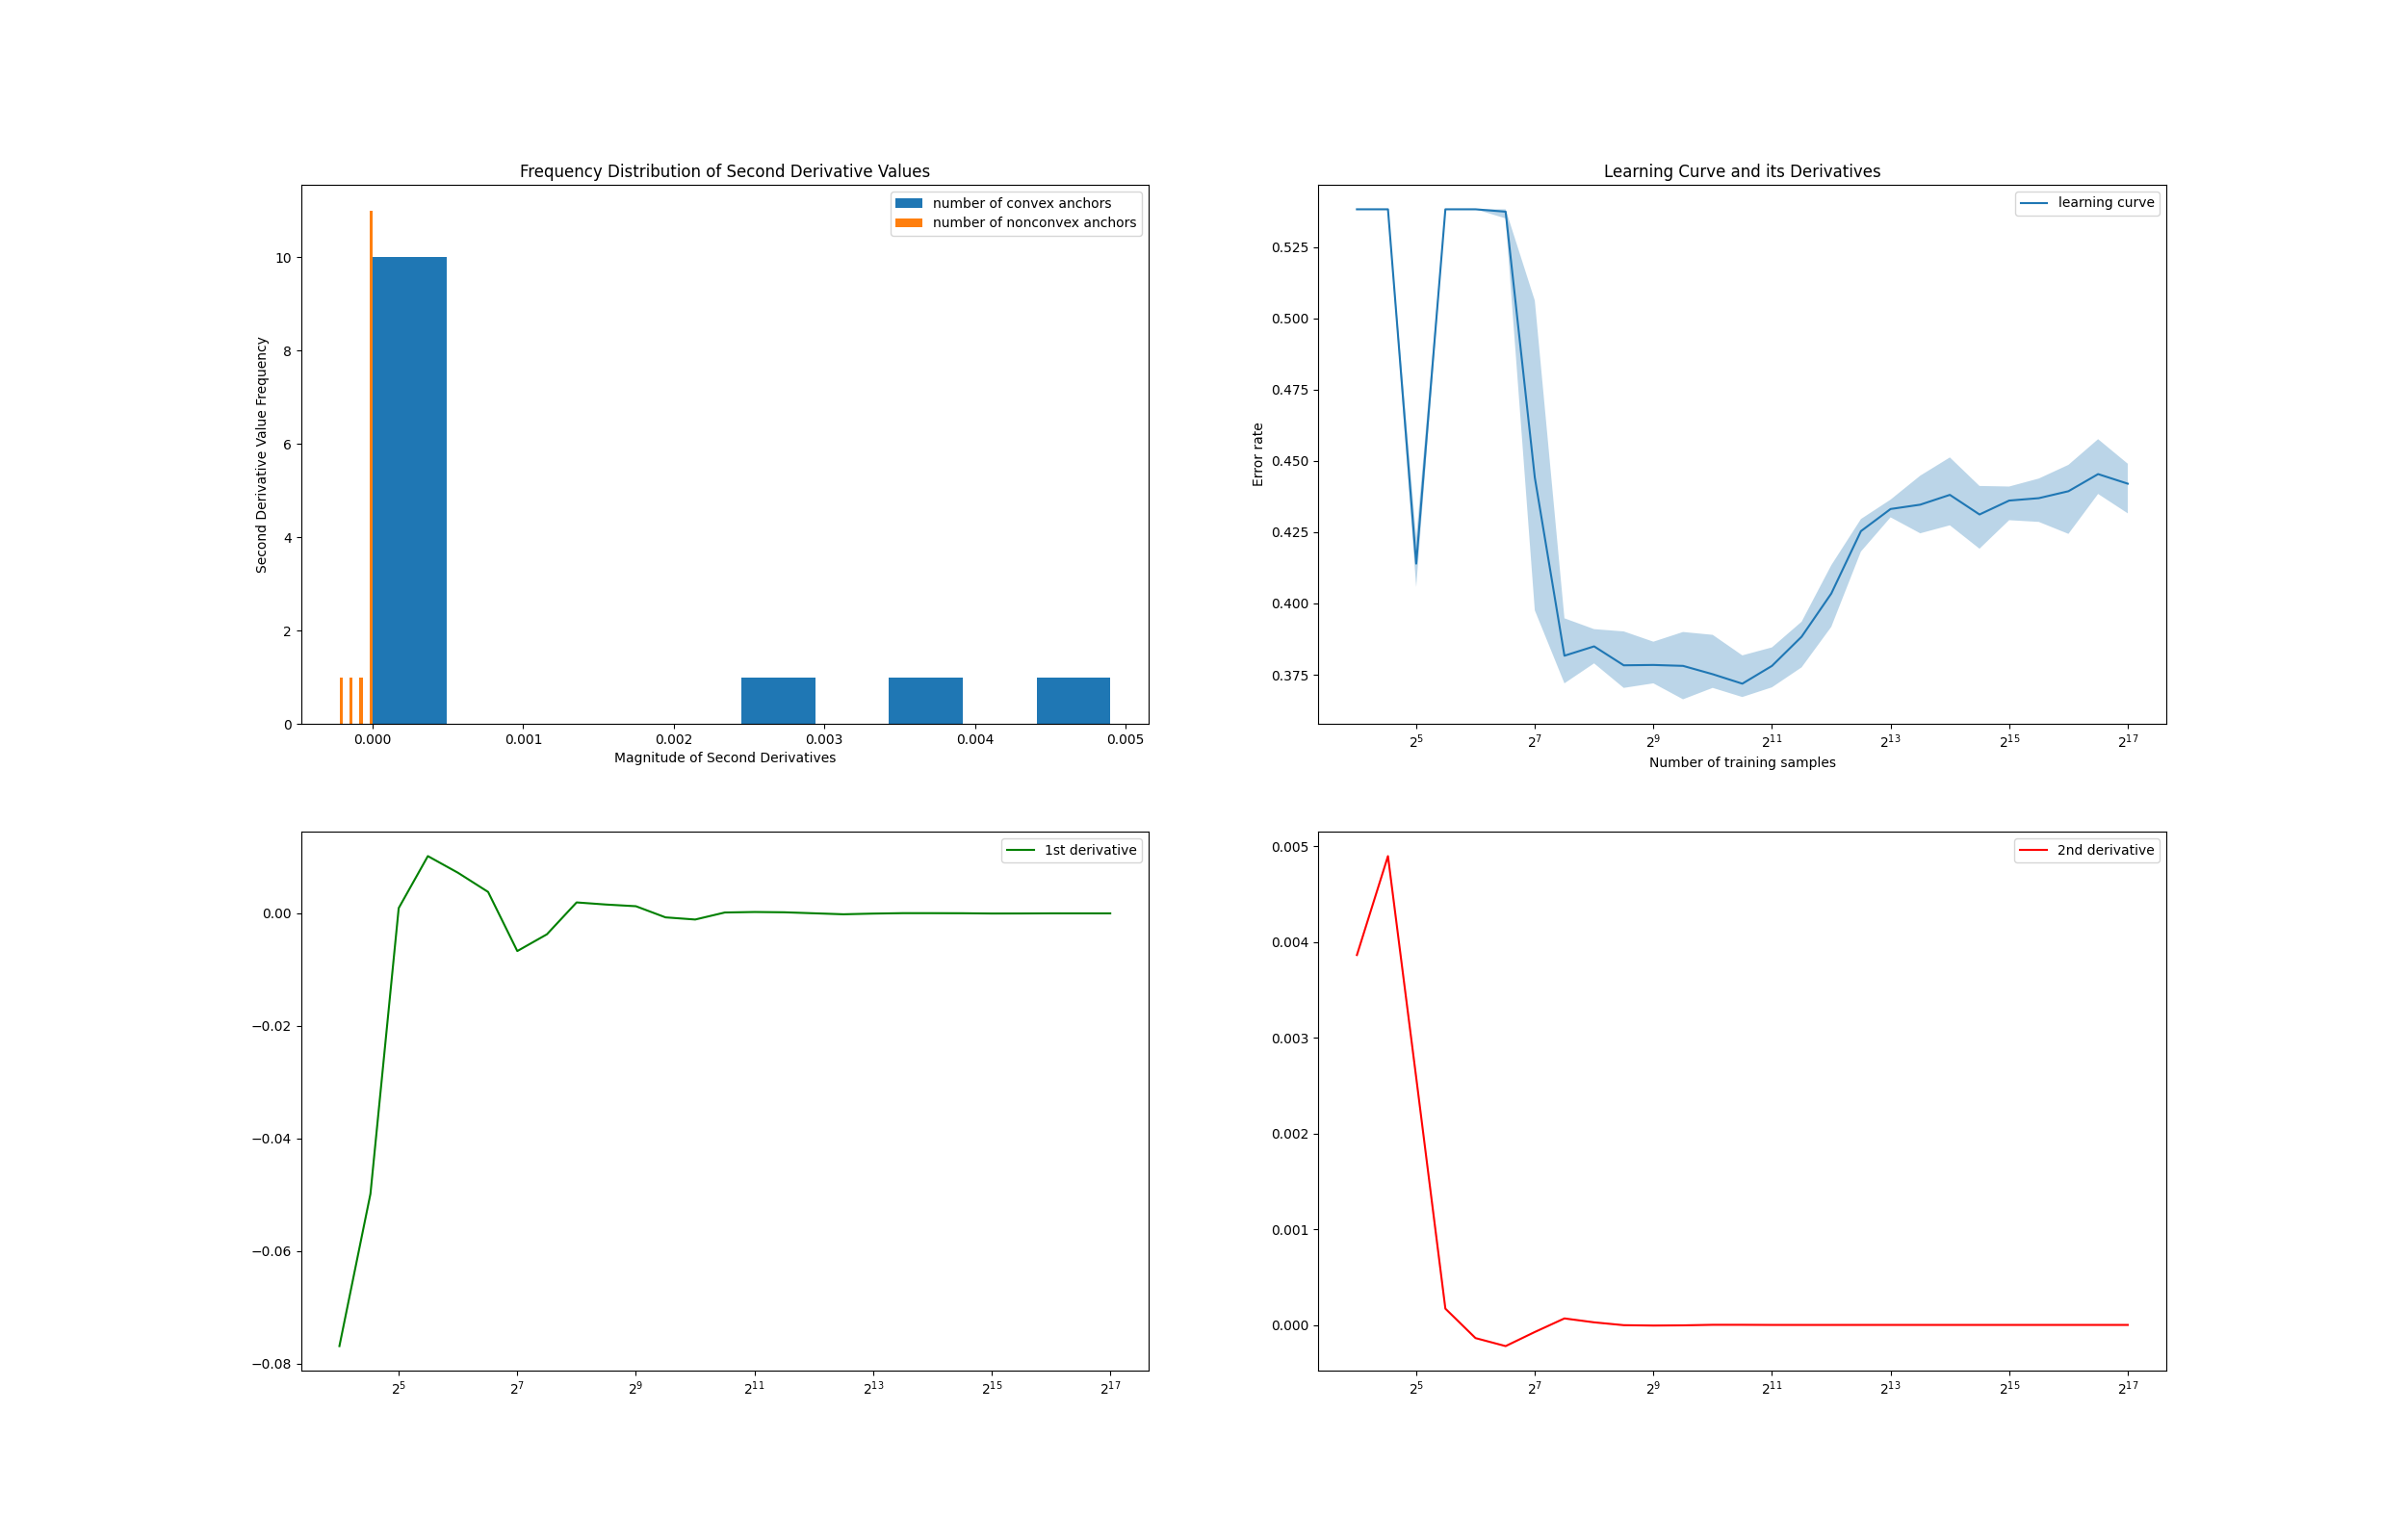 Frequency Distribution of Second Derivative Values
number of convex anchors
number of nonconvex anchors
Second Derivative Value Frequency
10
8
6
4
2
0
0.000 0.001 0.002 0.003 0.004 0.005
Magnitude of Second Derivatives
Learning Curve and its Derivatives
learning curve
Error rate
0.525
0.500
0.475
0.450
0.425
0.400
0.375
2^5 2^7 2^9 2^11 2^13 2^15 2^17
Number of training samples
1st derivative
0.00
−0.02
−0.04
−0.06
−0.08
2^5 2^7 2^9 2^11 2^13 2^15 2^17
2nd derivative
0.005
0.004
0.003
0.002
0.001
0.000
2^5 2^7 2^9 2^11 2^13 2^15 2^17